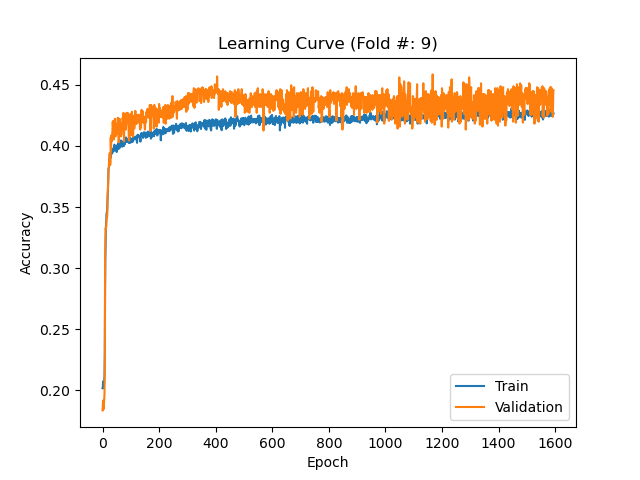 Learning Curve (Fold #: 9)
0.45
0.40
0.35
0.30
0.25
0.20
Accuracy
0 200 400 600 800 1000 1200 1400 1600
Epoch
Train
Validation